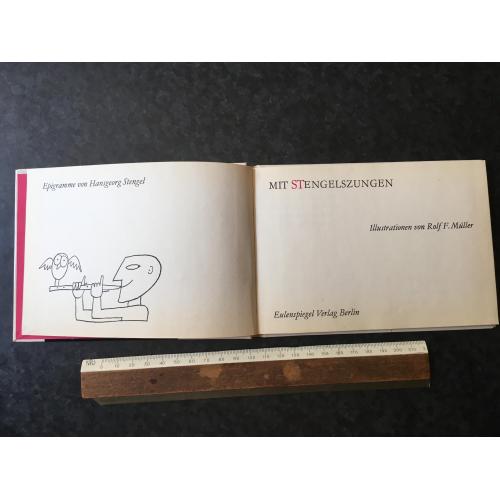 Epigramme von Hansgeorg Stengel
MIT STENGELSZUNGEN
Illustrationen von Rolf F. Müller
Eulenspiegel Verlag Berlin